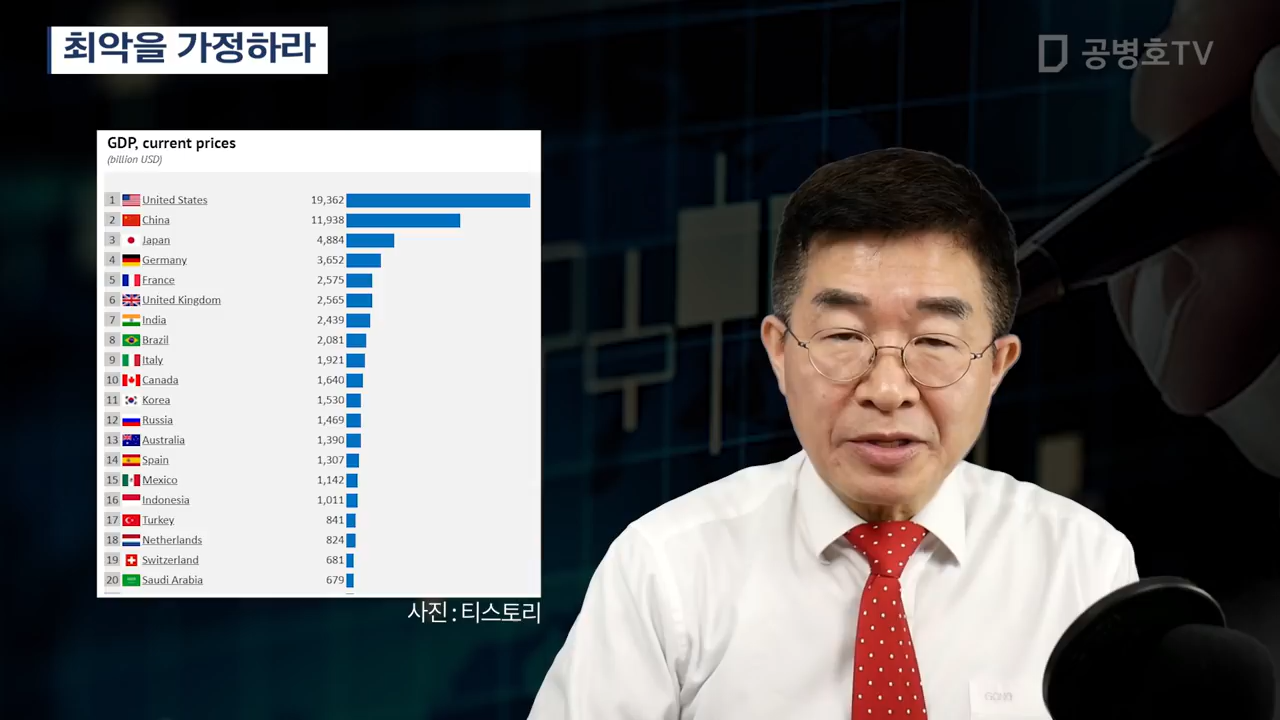 최악을 가정하라
공병호TV
GDP, current prices
(billion USD)
1 United States 19,362
2 China 11,938
3 Japan 4,884
4 Germany 3,652
5 France 2,575
6 United Kingdom 2,565
7 India 2,439
8 Brazil 2,081
9 Italy 1,921
10 Canada 1,640
11 Korea 1,530
12 Russia 1,469
13 Australia 1,390
14 Spain 1,307
15 Mexico 1,142
16 Indonesia 1,011
17 Turkey 841
18 Netherlands 824
19 Switzerland 681
20 Saudi Arabia 679
사진 : 티스토리